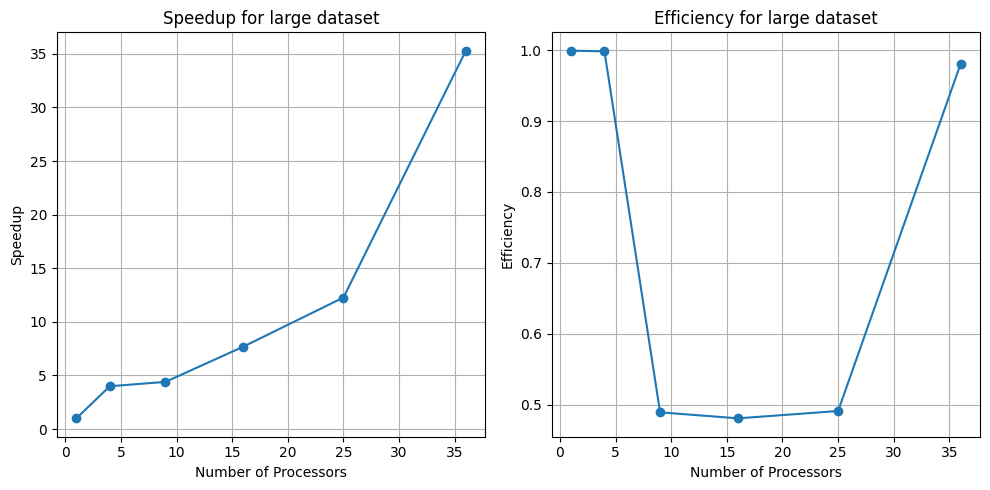 Speedup for large dataset
35
30
25
20
15
10
5
0
Speedup
0 5 10 15 20 25 30 35
Number of Processors
Efficiency for large dataset
1.0
0.9
0.8
0.7
0.6
0.5
Efficiency
0 5 10 15 20 25 30 35
Number of Processors